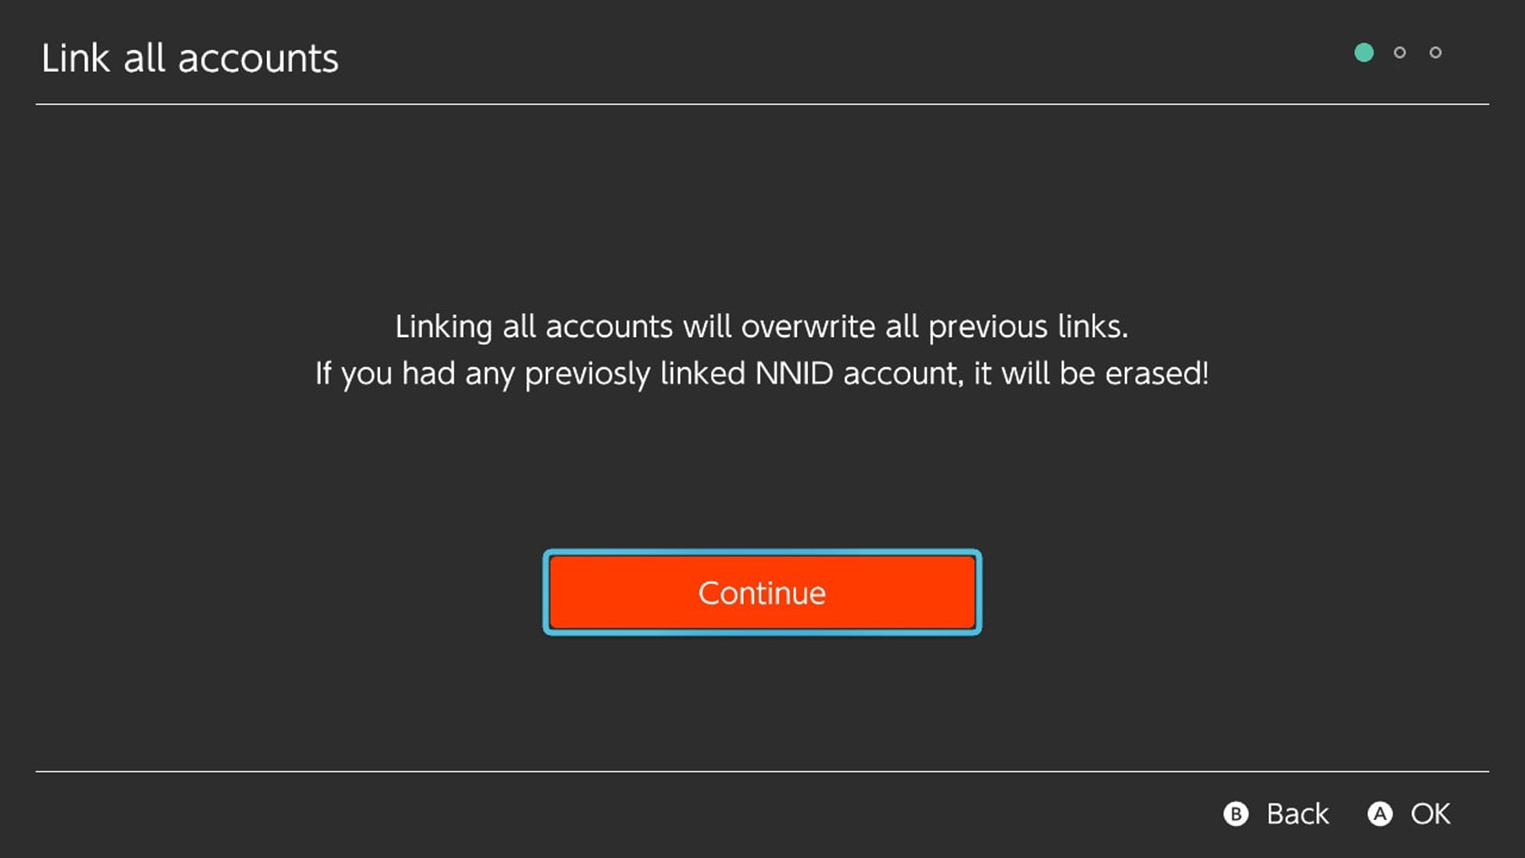 Link all accounts
Linking all accounts will overwrite all previous links.
If you had any previosly linked NNID account, it will be erased!
Continue
B Back A OK